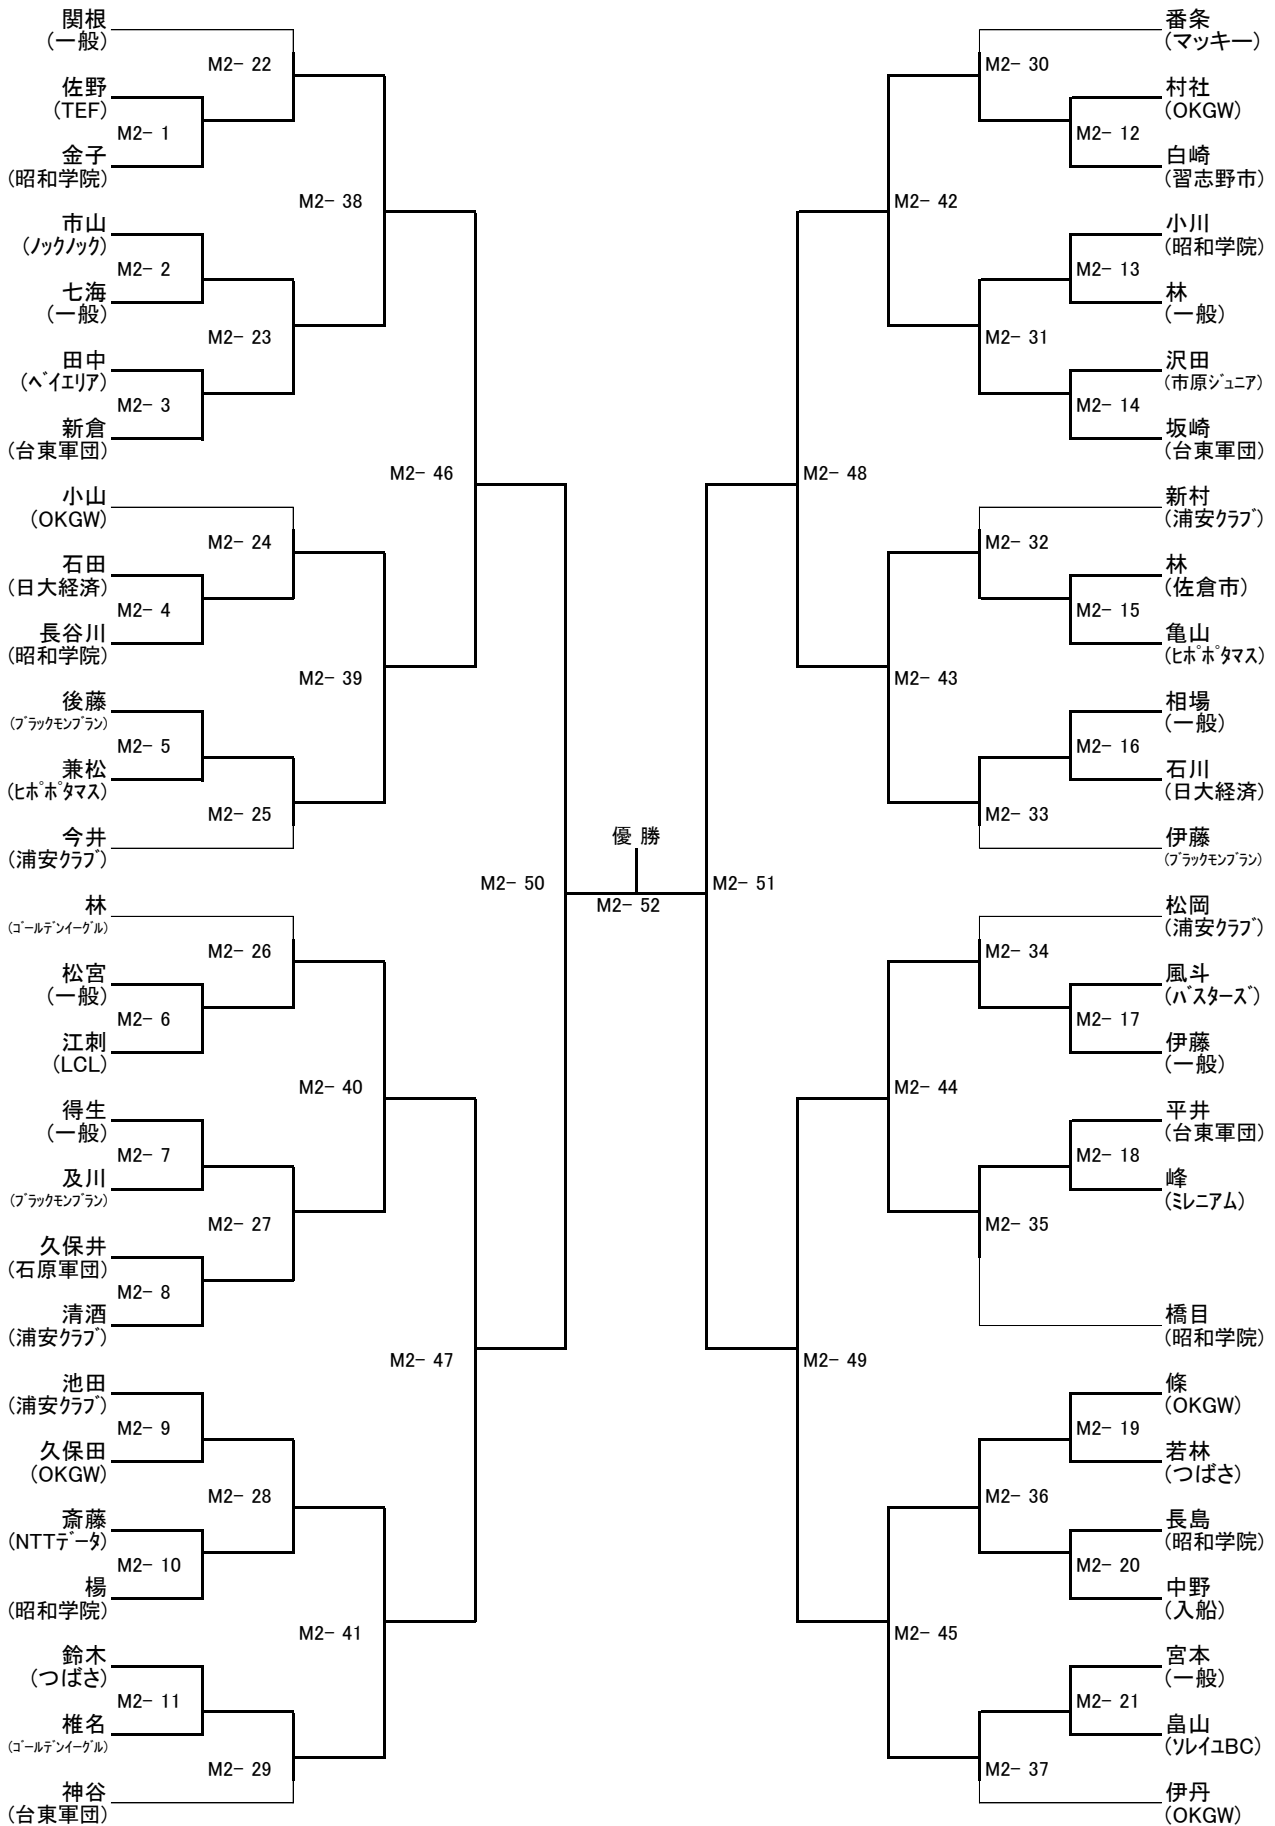 関根
(一般)
M2- 22
佐野
(TEF)
M2- 1
金子
(昭和学院)
M2- 38
市山
(ﾉｯｸﾉｯｸ)
M2- 2
七海
(一般)
M2- 23
田中
(ﾍﾞｲｴﾘｱ)
M2- 3
新倉
(台東軍団)
M2- 46
小山
(OKGW)
M2- 24
石田
(日大経済)
M2- 4
長谷川
(昭和学院)
M2- 39
後藤
(ﾌﾞﾗｯｸﾓﾝﾌﾞﾗﾝ)
M2- 5
兼松
(ﾋﾎﾟﾎﾟﾀﾏｽ)
M2- 25
今井
(浦安ｸﾗﾌﾞ)
M2- 50
林
(ｺﾞｰﾙﾃﾞﾝｲｰｸﾞﾙ)
M2- 26
松宮
(一般)
M2- 6
江刺
(LCL)
M2- 40
得生
(一般)
M2- 7
及川
(ﾌﾞﾗｯｸﾓﾝﾌﾞﾗﾝ)
M2- 27
久保井
(石原軍団)
M2- 8
清酒
(浦安ｸﾗﾌﾞ)
M2- 47
池田
(浦安ｸﾗﾌﾞ)
M2- 9
久保田
(OKGW)
M2- 28
斎藤
(NTTﾃﾞｰﾀ)
M2- 10
楊
(昭和学院)
M2- 41
鈴木
(つばさ)
M2- 11
椎名
(ｺﾞｰﾙﾃﾞﾝｲｰｸﾞﾙ)
M2- 29
神谷
(台東軍団)
優 勝
M2- 52
番条
(マッキー)
M2- 30
村社
(OKGW)
M2- 12
白崎
(習志野市)
M2- 42
小川
(昭和学院)
M2- 13
林
(一般)
M2- 31
沢田
(市原ｼﾞｭﾆｱ)
M2- 14
坂崎
(台東軍団)
M2- 48
新村
(浦安ｸﾗﾌﾞ)
M2- 32
林
(佐倉市)
M2- 15
亀山
(ﾋﾎﾟﾎﾟﾀﾏｽ)
M2- 43
相場
(一般)
M2- 16
石川
(日大経済)
M2- 33
伊藤
(ﾌﾞﾗｯｸﾓﾝﾌﾞﾗﾝ)
M2- 51
松岡
(浦安ｸﾗﾌﾞ)
M2- 34
風斗
(ﾊﾞｽﾀｰｽﾞ)
M2- 17
伊藤
(一般)
M2- 44
平井
(台東軍団)
M2- 18
峰
(ﾐﾚﾆｱﾑ)
M2- 35
橋目
(昭和学院)
M2- 49
條
(OKGW)
M2- 19
若林
(つばさ)
M2- 36
長島
(昭和学院)
M2- 20
中野
(入船)
M2- 45
宮本
(一般)
M2- 21
畠山
(ｿﾚｲﾕBC)
M2- 37
伊丹
(OKGW)